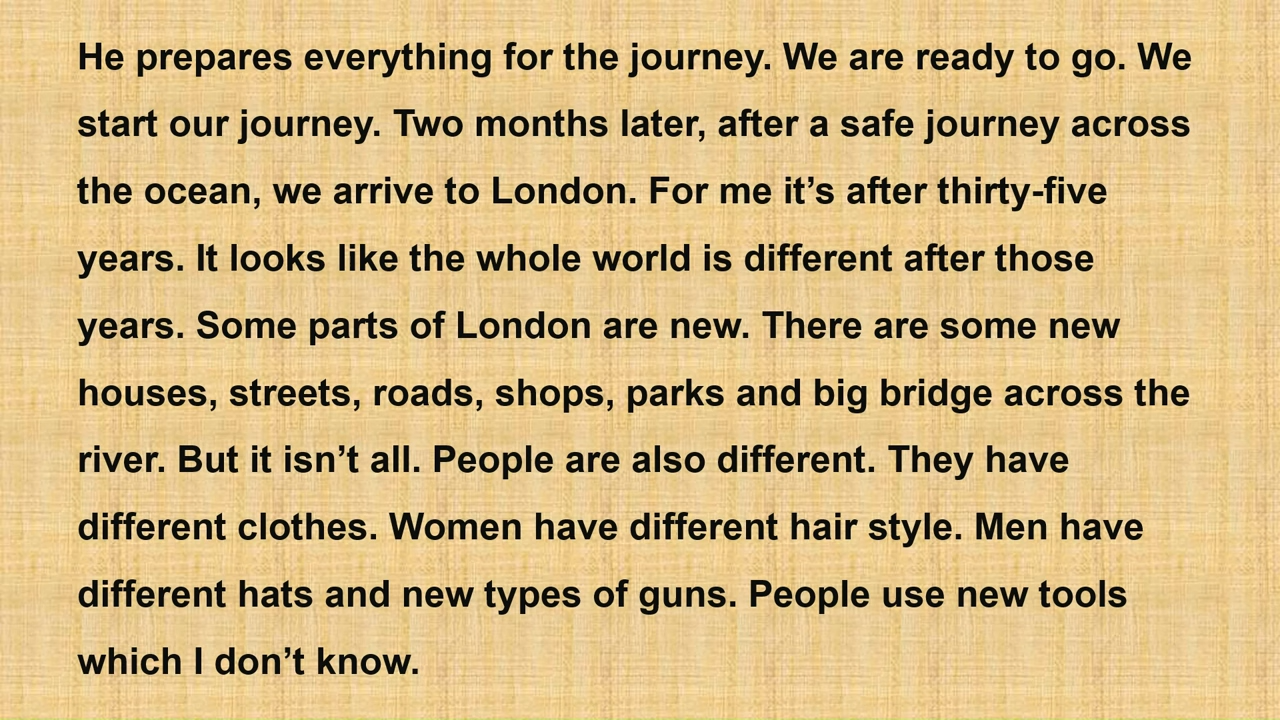 He prepares everything for the journey. We are ready to go. We
start our journey. Two months later, after a safe journey across
the ocean, we arrive to London. For me it’s after thirty-five
years. It looks like the whole world is different after those
years. Some parts of London are new. There are some new
houses, streets, roads, shops, parks and big bridge across the
river. But it isn’t all. People are also different. They have
different clothes. Women have different hair style. Men have
different hats and new types of guns. People use new tools
which I don’t know.